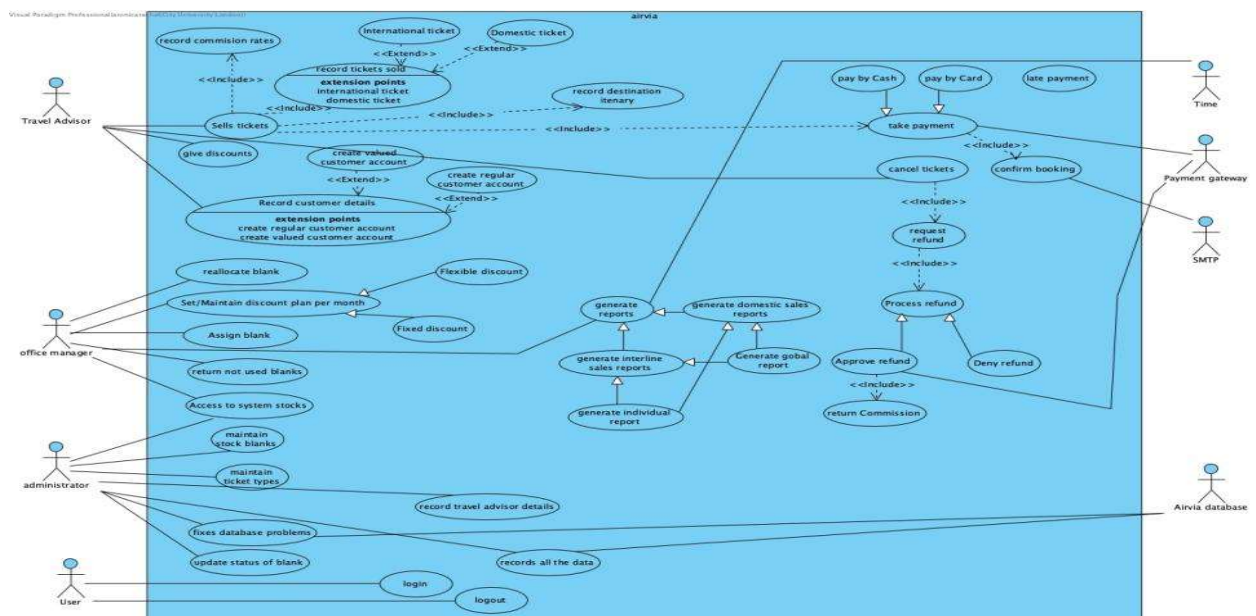 Visual Paradigm Professional
airvia
International ticket
Domestic ticket
record commision rates
<<Extend>>
<<Extend>>
record tickets sold
extension points
international ticket
domestic ticket
<<Include>>
pay by Cash
pay by Card
late payment
Time
record destination
itenary
<<Include>>
<<Include>>
<<Include>>
Travel Advisor
Sells tickets
take payment
give discounts
create valued
customer account
<<Include>>
cancel tickets
confirm booking
Payment gateway
<<Extend>>
create regular
customer account
<<Extend>>
Record customer details
extension points
create regular customer account
create valued customer account
<<Include>>
request
refund
SMTP
<<Include>>
reallocate blank
Flexible discount
Set/Maintain discount plan per month
generate
reports
generate domestic sales
reports
Process refund
Fixed discount
Assign blank
office manager
generate interline
sales reports
Generate gobal
report
Approve refund
Deny refund
return not used blanks
<<Include>>
Access to system stocks
generate individual
report
return Commission
maintain
stock blanks
maintain
ticket types
administrator
record travel advisor details
Airvia database
fixes database problems
update status of blank
records all the data
login
User
logout